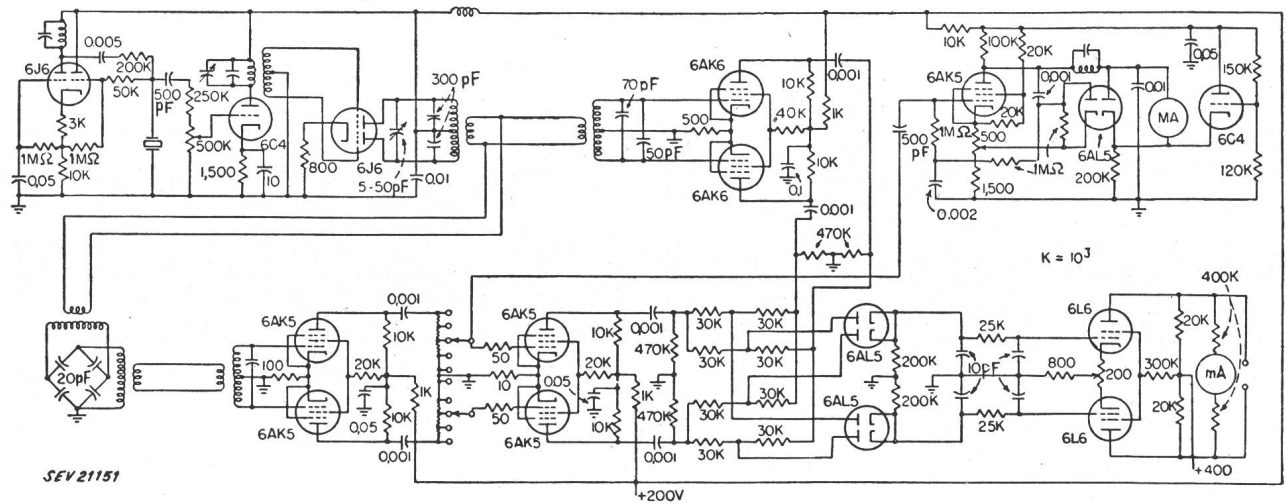 0.005
200K
6J6
50K
500
pF
250K
500K
3K
1MΩ
1MΩ
0,05
10K
6C4
1,500
10
800
6J6
5-50pF
300 pF
0.01
70 pF
50pF
6AK6
500
6AK6
10K
40K
1K
10K
0.1
0.001
0.001
470K
10K
100K
20K
6AK5
20K
500
1MΩ
500
pF
0.002
1,500
0.001
1MΩ
6AL5
200K
0.01
MA
0,05
150K
6C4
120K
K = 10³
20pF
100
6AK5
6AK5
0,001
10K
20K
10K
0,05
0.001
1K
50
10
50
6AK5
6AK5
10K
20K
0.05
10K
1K
0.001
470K
470K
0.001
30K
30K
30K
30K
30K
30K
30K
30K
6AL5
6AL5
200K
200K
10pF
25K
25K
800
200
6L6
6L6
300K
20K
20K
400K
mA
+400
+200V
SEV 21151